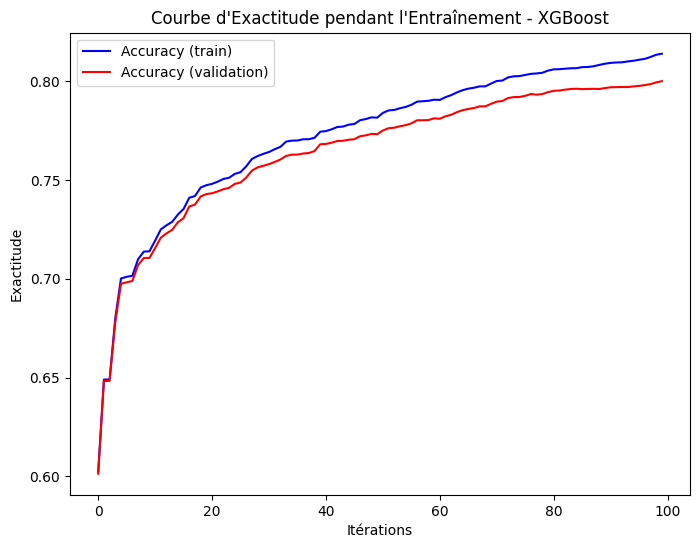 Courbe d'Exactitude pendant l'Entraînement - XGBoost
Accuracy (train)
Accuracy (validation)
Exactitude
0.80
0.75
0.70
0.65
0.60
0
20
40
60
80
100
Itérations